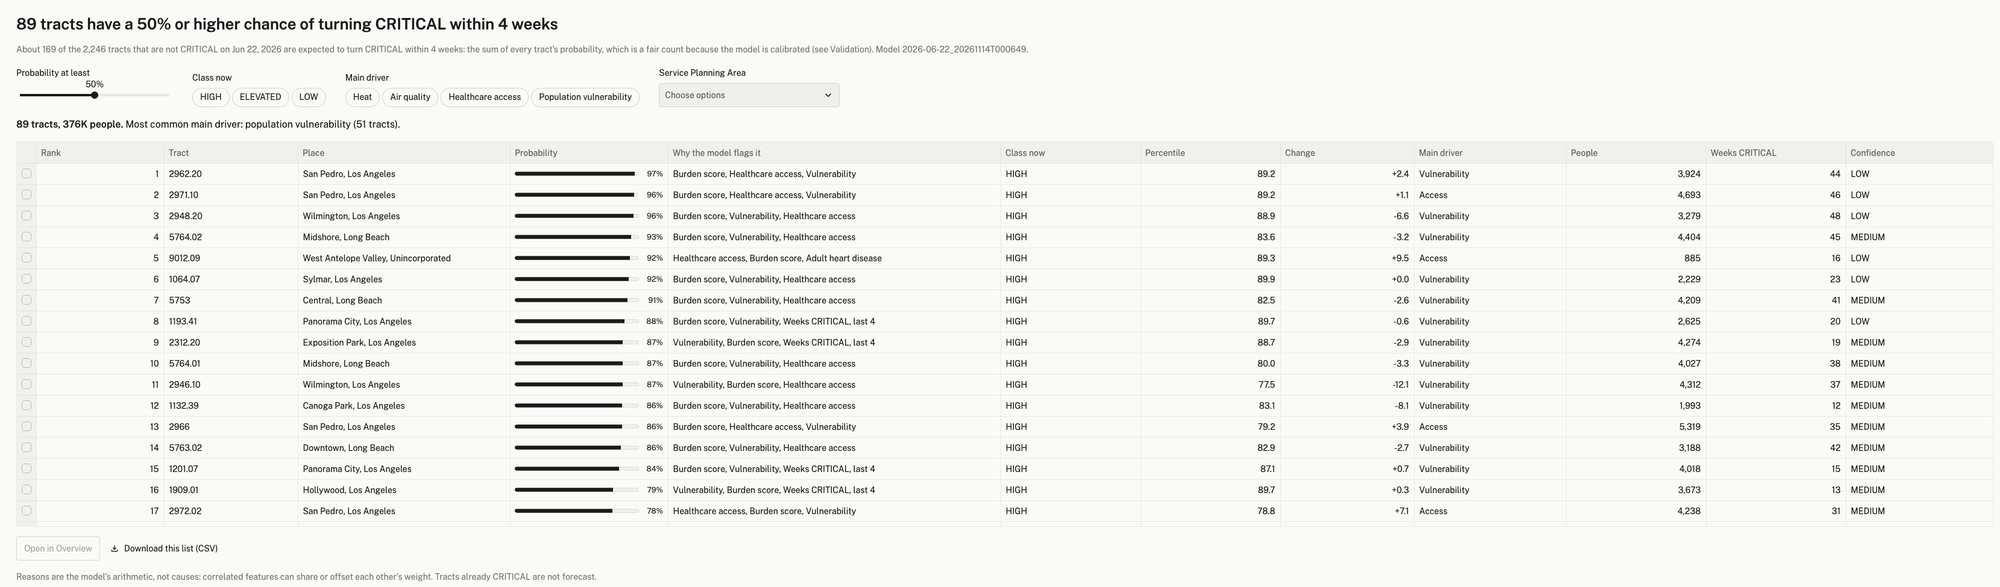 89 tracts have a 50% or higher chance of turning CRITICAL within 4 weeks
About 169 of the 2,246 tracts that are not CRITICAL on Jun 22, 2026 are expected to turn CRITICAL within 4 weeks: the sum of every tract's probability, which is a fair count because the model is calibrated (see Validation). Model 2026-06-22_20261114T000649.
Probability at least
50%
Class now
HIGH ELEVATED LOW
Main driver
Heat Air quality Healthcare access Population vulnerability
Service Planning Area
Choose options
89 tracts, 376K people. Most common main driver: population vulnerability (51 tracts).
Rank Tract Place Probability Why the model flags it Class now Percentile Change Main driver People Weeks CRITICAL Confidence
1 2962.20 San Pedro, Los Angeles 97% Burden score, Healthcare access, Vulnerability HIGH 89.2 +2.4 Vulnerability 3,924 44 LOW
2 2971.10 San Pedro, Los Angeles 96% Burden score, Healthcare access, Vulnerability HIGH 89.2 +1.1 Access 4,693 46 LOW
3 2948.20 Wilmington, Los Angeles 96% Burden score, Vulnerability, Healthcare access HIGH 88.9 -6.6 Vulnerability 3,279 48 LOW
4 5764.02 Midshore, Long Beach 93% Burden score, Vulnerability, Healthcare access HIGH 83.6 -3.2 Vulnerability 4,404 45 MEDIUM
5 9012.09 West Antelope Valley, Unincorporated 92% Healthcare access, Burden score, Adult heart disease HIGH 89.3 +9.5 Access 885 16 LOW
6 1064.07 Sylmar, Los Angeles 92% Burden score, Vulnerability, Healthcare access HIGH 89.9 +0.0 Vulnerability 2,229 23 LOW
7 5753 Central, Long Beach 91% Burden score, Vulnerability, Healthcare access HIGH 82.5 -2.6 Vulnerability 4,209 41 MEDIUM
8 1193.41 Panorama City, Los Angeles 88% Burden score, Vulnerability, Weeks CRITICAL, last 4 HIGH 89.7 -0.6 Vulnerability 2,625 20 LOW
9 2312.20 Exposition Park, Los Angeles 87% Vulnerability, Burden score, Weeks CRITICAL, last 4 HIGH 88.7 -2.9 Vulnerability 4,274 19 MEDIUM
10 5764.01 Midshore, Long Beach 87% Burden score, Vulnerability, Healthcare access HIGH 80.0 -3.3 Vulnerability 4,027 38 MEDIUM
11 2946.10 Wilmington, Los Angeles 87% Vulnerability, Burden score, Healthcare access HIGH 77.5 -12.1 Vulnerability 4,312 37 MEDIUM
12 1132.39 Canoga Park, Los Angeles 86% Burden score, Vulnerability, Healthcare access HIGH 83.1 -8.1 Vulnerability 1,993 12 MEDIUM
13 2966 San Pedro, Los Angeles 86% Burden score, Healthcare access, Vulnerability HIGH 79.2 +3.9 Access 5,319 35 MEDIUM
14 5763.02 Downtown, Long Beach 86% Burden score, Vulnerability, Healthcare access HIGH 82.9 -2.7 Vulnerability 3,188 42 MEDIUM
15 1201.07 Panorama City, Los Angeles 84% Burden score, Vulnerability, Weeks CRITICAL, last 4 HIGH 87.1 +0.7 Vulnerability 4,018 15 MEDIUM
16 1909.01 Hollywood, Los Angeles 79% Vulnerability, Burden score, Weeks CRITICAL, last 4 HIGH 89.7 +0.3 Vulnerability 3,673 13 MEDIUM
17 2972.02 San Pedro, Los Angeles 78% Healthcare access, Burden score, Vulnerability HIGH 78.8 +7.1 Access 4,238 31 MEDIUM
Open in Overview Download this list (CSV)
Reasons are the model's arithmetic, not causes: correlated features can share or offset each other's weight. Tracts already CRITICAL are not forecast.